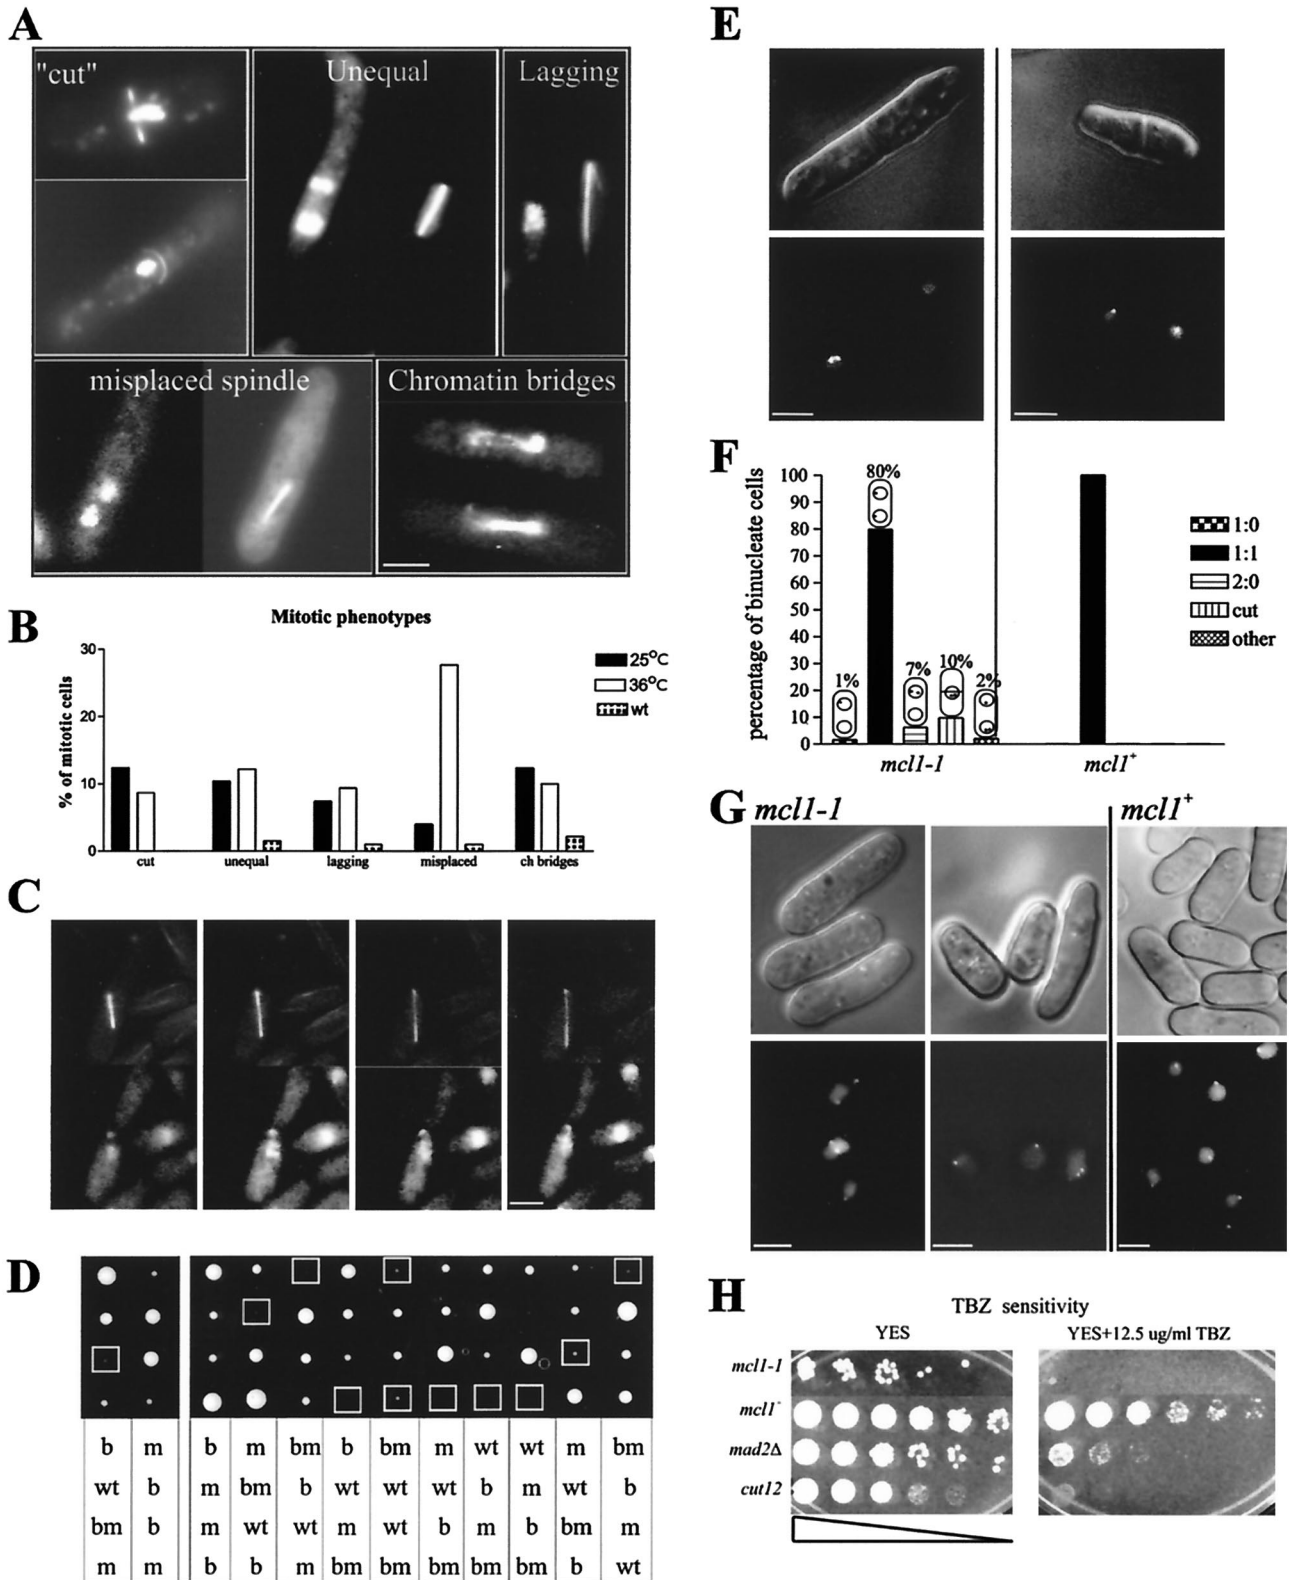 A
"cut"
Unequal
Lagging
misplaced spindle
Chromatin bridges
B
Mitotic phenotypes
% of mitotic cells
30
20
10
0
cut
unequal
lagging
misplaced
ch bridges
25°C
36°C
wt
C
D
b m b m bm b bm m wt wt m bm
wt b m bm b wt wt wt b m wt b
bm b m wt wt m wt b m b bm m
m m b b m bm bm bm bm bm b wt
E
F
percentage of binucleate cells
100
90
80
70
60
50
40
30
20
10
0
1%
80%
7%
10%
2%
mcl1-1
mcl1+
1:0
1:1
2:0
cut
other
G
mcl1-1
mcl1+
H
TBZ sensitivity
YES
YES+12.5 ug/ml TBZ
mcl1-1
mcl1+
mad2Δ
cut12